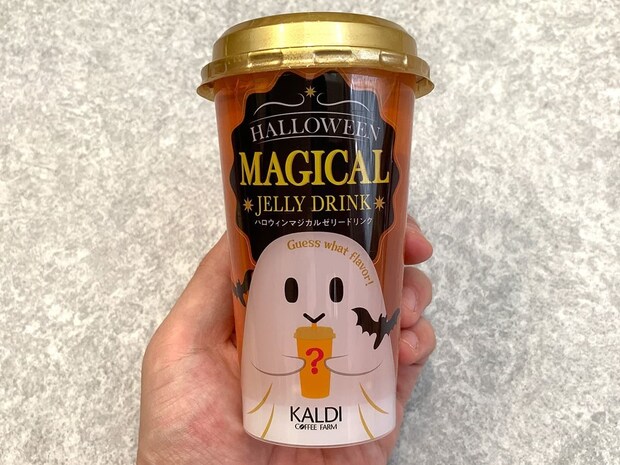 HALLOWEEN
MAGICAL
JELLY DRINK
ハロウィンマジカルゼリードリンク
Guess what flavor!
?
KALDI
COFFEE FARM